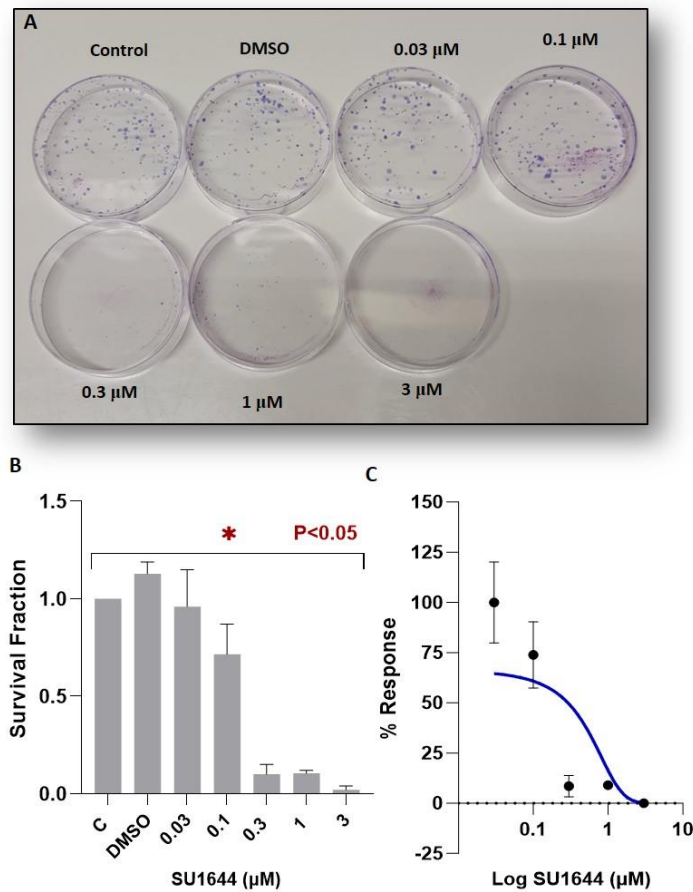 A
Control DMSO 0.03 µM 0.1 µM
0.3 µM 1 µM 3 µM
B
1.5
1.0
0.5
0.0
Survival Fraction
* P<0.05
C DMSO 0.03 0.1 0.3 1 3
SU1644 (µM)
C
150
125
100
75
50
25
0
-25
% Response
0.1 1 10
Log SU1644 (µM)